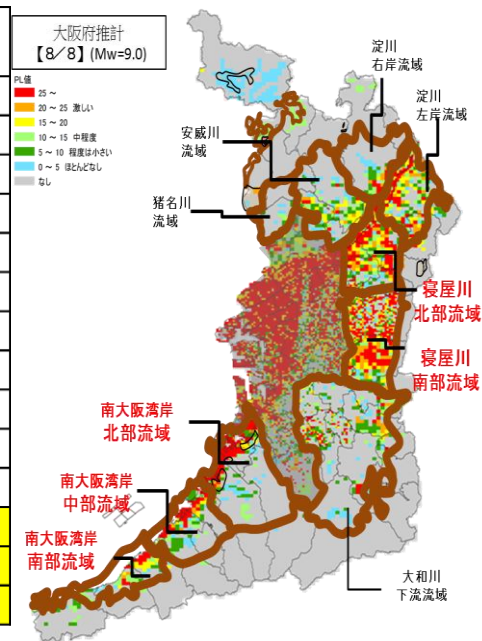 大阪府推計
【8/8】(Mw=9.0)
PL値
25 ～
20 ～ 25 激しい
15 ～ 20
10 ～ 15 中程度
5 ～ 10 程度は小さい
0 ～ 5 ほとんどなし
なし
淀川
右岸流域
淀川
左岸流域
安威川
流域
猪名川
流域
寝屋川
北部流域
寝屋川
南部流域
南大阪湾岸
北部流域
南大阪湾岸
中部流域
南大阪湾岸
南部流域
大和川
下流流域